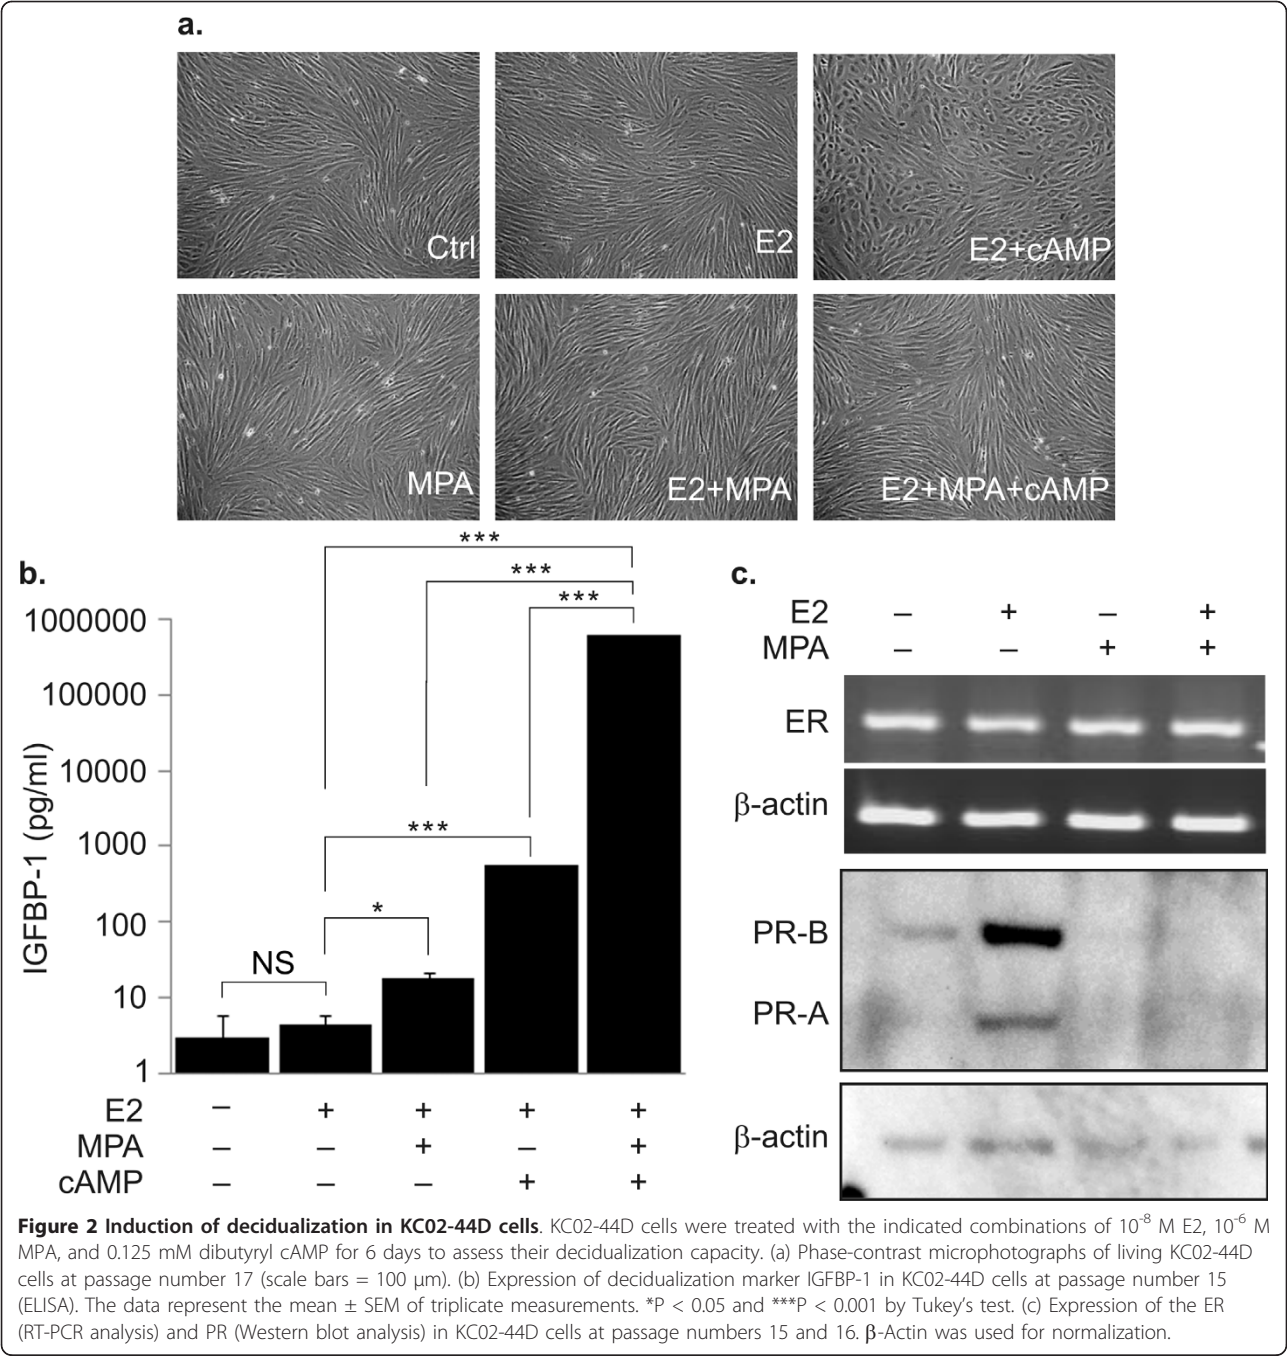 a.
Ctrl
E2
E2+cAMP
MPA
E2+MPA
E2+MPA+cAMP
b.
***
***
***
***
*
NS
IGFBP-1 (pg/ml)
1000000
100000
10000
1000
100
10
1
E2 – + + + +
MPA – – + – +
cAMP – – – + +
c.
E2 – + – +
MPA – – + +
ER
β-actin
PR-B
PR-A
β-actin
Figure 2 Induction of decidualization in KC02-44D cells. KC02-44D cells were treated with the indicated combinations of 10⁻⁸ M E2, 10⁻⁶ M
MPA, and 0.125 mM dibutyryl cAMP for 6 days to assess their decidualization capacity. (a) Phase-contrast microphotographs of living KC02-44D
cells at passage number 17 (scale bars = 100 μm). (b) Expression of decidualization marker IGFBP-1 in KC02-44D cells at passage number 15
(ELISA). The data represent the mean ± SEM of triplicate measurements. *P < 0.05 and ***P < 0.001 by Tukey's test. (c) Expression of the ER
(RT-PCR analysis) and PR (Western blot analysis) in KC02-44D cells at passage numbers 15 and 16. β-Actin was used for normalization.